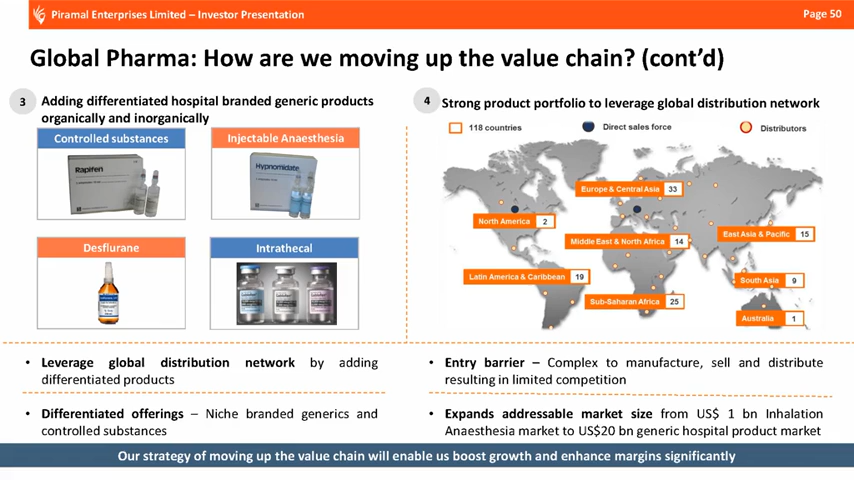 Piramal Enterprises Limited – Investor Presentation
Page 50
Global Pharma: How are we moving up the value chain? (cont'd)
3
Adding differentiated hospital branded generic products
organically and inorganically
Controlled substances
Injectable Anaesthesia
Rapifen
Hypnomidate
Desflurane
Intrathecal
4
Strong product portfolio to leverage global distribution network
118 countries
Direct sales force
Distributors
Europe & Central Asia 33
North America 2
East Asia & Pacific 15
Middle East & North Africa 14
Latin America & Caribbean 19
South Asia 9
Sub-Saharan Africa 25
Australia 1
• Leverage global distribution network by adding
differentiated products
• Differentiated offerings – Niche branded generics and
controlled substances
• Entry barrier – Complex to manufacture, sell and distribute
resulting in limited competition
• Expands addressable market size from US$ 1 bn Inhalation
Anaesthesia market to US$20 bn generic hospital product market
Our strategy of moving up the value chain will enable us boost growth and enhance margins significantly